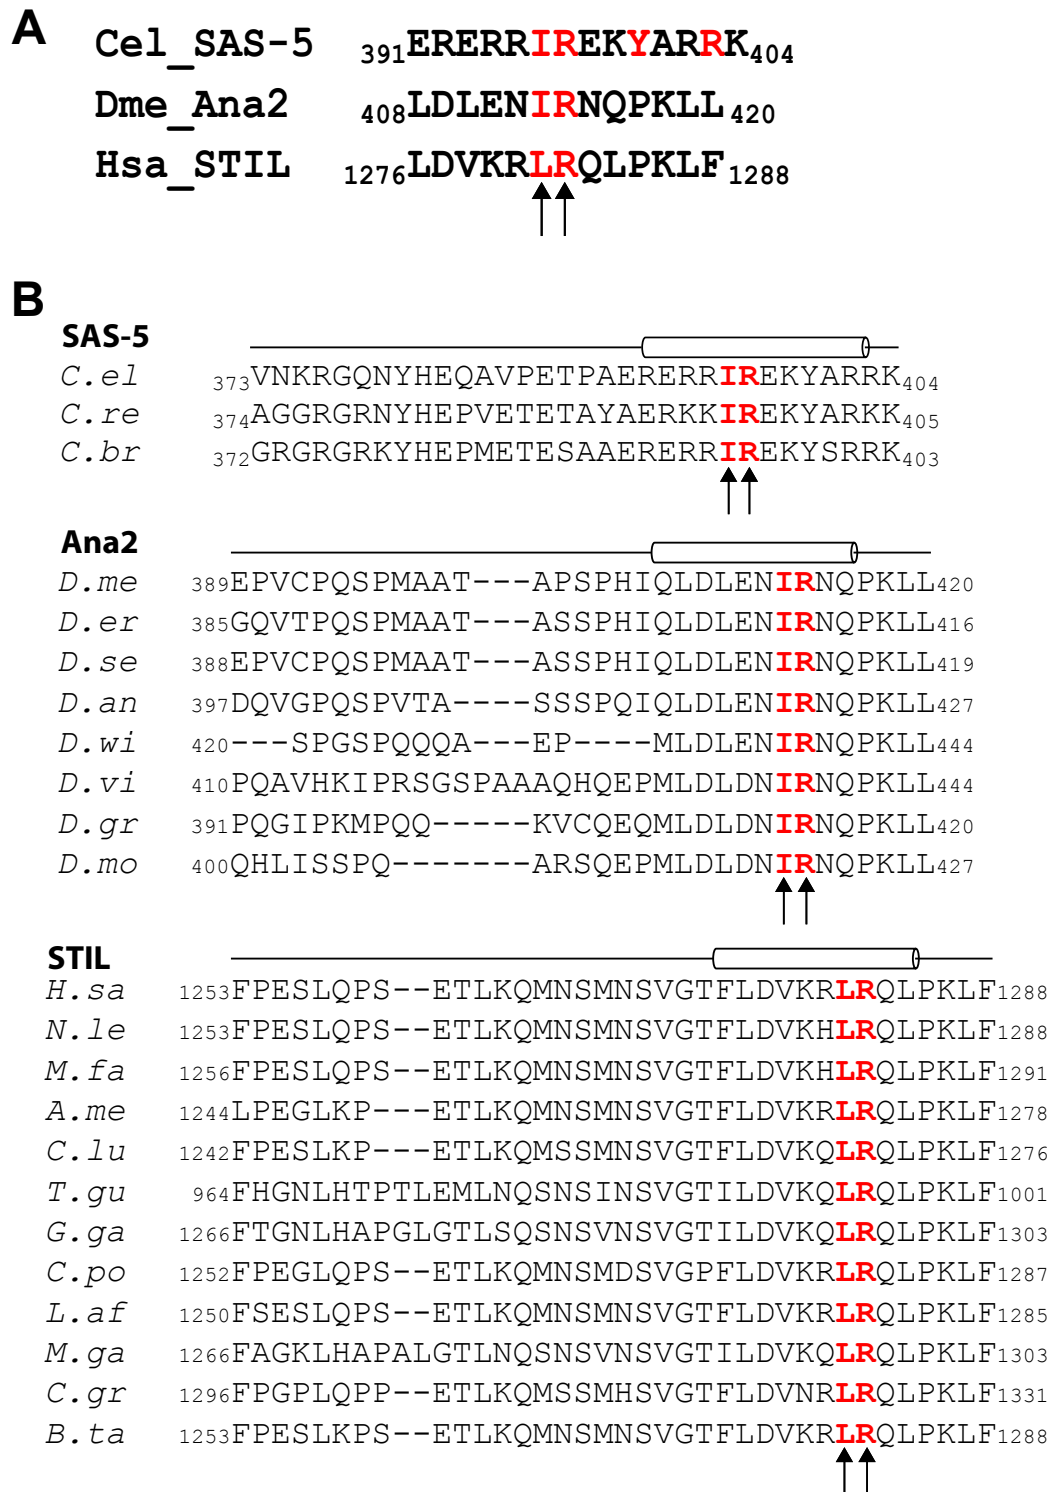 A
Cel_SAS-5 391ERERRIREKYARRK404
Dme_Ana2 408LDLENIRNQPKLL420
Hsa_STIL 1276LDVKRLRQLPKLF1288
B
SAS-5
C.el 373VNKRGQNYHEQAVPETPAERERRIREKYARRK404
C.re 374AGGRGRNYHEPVETETAYAERKKIREKYARKK405
C.br 372GRGRGRKYHEPMETESAAERERRIREKYSRRK403
Ana2
D.me 389EPVCPQSPMAAT---APSPHIQLDLENIRNQPKLL420
D.er 385GQVTPQSPMAAT---ASSPHIQLDLENIRNQPKLL416
D.se 388EPVCPQSPMAAT---ASSPHIQLDLENIRNQPKLL419
D.an 397DQVGPQSPVTA----SSSPQIQLDLENIRNQPKLL427
D.wi 420---SPGSPQQQA---EP----MLDLENIRNQPKLL444
D.vi 410PQAVHKIPRSGSPAAAQHQEPMLDLDNIRNQPKLL444
D.gr 391PQGIPKMPQQ-----KVCQEQMLDLDNIRNQPKLL420
D.mo 400QHLISSPQ-------ARSQEPMLDLDNIRNQPKLL427
STIL
H.sa 1253FPESLQPS--ETLKQMNSMNSVGTFLDVKRLRQLPKLF1288
N.le 1253FPESLQPS--ETLKQMNSMNSVGTFLDVKHLRQLPKLF1288
M.fa 1256FPESLQPS--ETLKQMNSMNSVGTFLDVKHLRQLPKLF1291
A.me 1244LPEGLKP---ETLKQMNSMNSVGTFLDVKRLRQLPKLF1278
C.lu 1242FPESLKP---ETLKQMSSMNSVGTFLDVKQLRQLPKLF1276
T.gu 964FHGNLHTPTLEMLNQSNSINSVGTILDVKQLRQLPKLF1001
G.ga 1266FTGNLHAPGLGTLSQSNSVNSVGTILDVKQLRQLPKLF1303
C.po 1252FPEGLQPS--ETLKQMNSMDSVGPFLDVKRLRQLPKLF1287
L.af 1250FSESLQPS--ETLKQMNSMNSVGTFLDVKRLRQLPKLF1285
M.ga 1266FAGKLHAPALGTLNQSNSVNSVGTILDVKQLRQLPKLF1303
C.gr 1296FPGPLQPP--ETLKQMSSMHSVGTFLDVNRLRQLPKLF1331
B.ta 1253FPESLKPS--ETLKQMNSMNSVGTFLDVKRLRQLPKLF1288